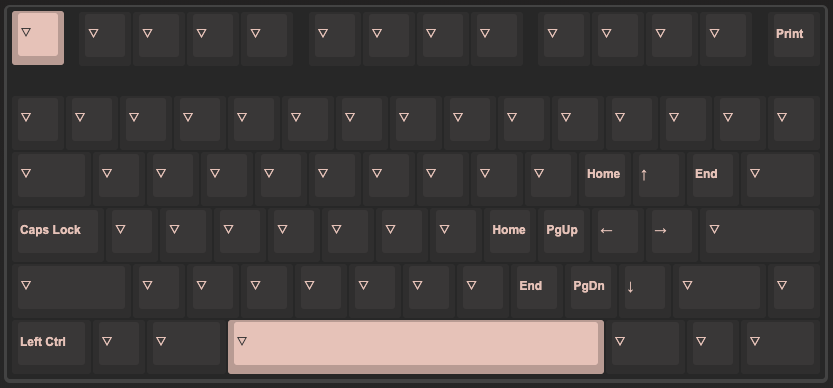 ▽ ▽ ▽ ▽ ▽ ▽ ▽ ▽ ▽ ▽ ▽ ▽ ▽ Print
▽ ▽ ▽ ▽ ▽ ▽ ▽ ▽ ▽ ▽ ▽ ▽ ▽ ▽ ▽
▽ ▽ ▽ ▽ ▽ ▽ ▽ ▽ ▽ ▽ Home ↑ End ▽
Caps Lock ▽ ▽ ▽ ▽ ▽ ▽ ▽ Home PgUp ← → ▽
▽ ▽ ▽ ▽ ▽ ▽ ▽ ▽ End PgDn ↓ ▽ ▽
Left Ctrl ▽ ▽ ▽ ▽ ▽ ▽